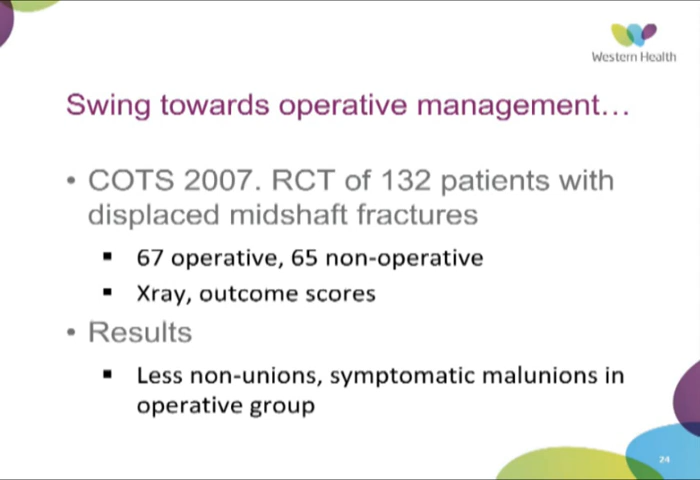 Western Health
Swing towards operative management…
• COTS 2007. RCT of 132 patients with
displaced midshaft fractures
▪ 67 operative, 65 non-operative
▪ Xray, outcome scores
• Results
▪ Less non-unions, symptomatic malunions in
operative group
24